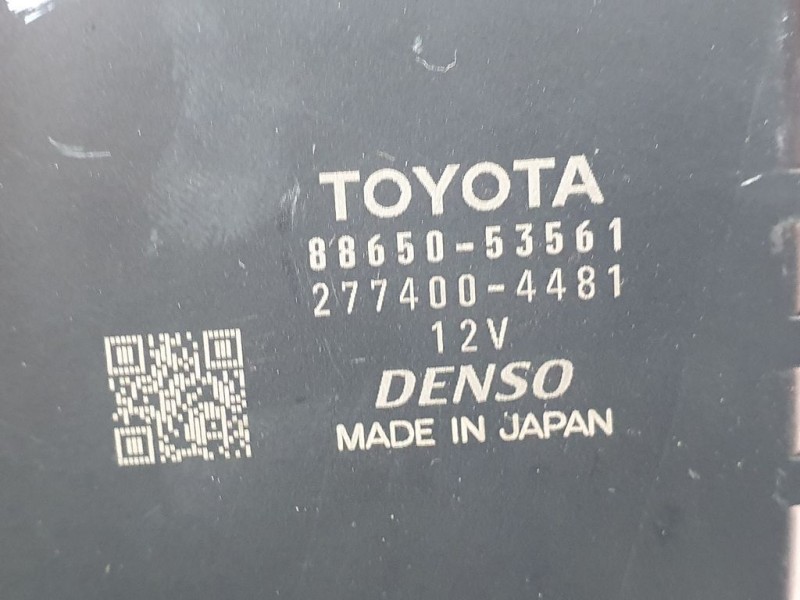 TOYOTA
88650-53561
277400-4481
12V
DENSO
MADE IN JAPAN